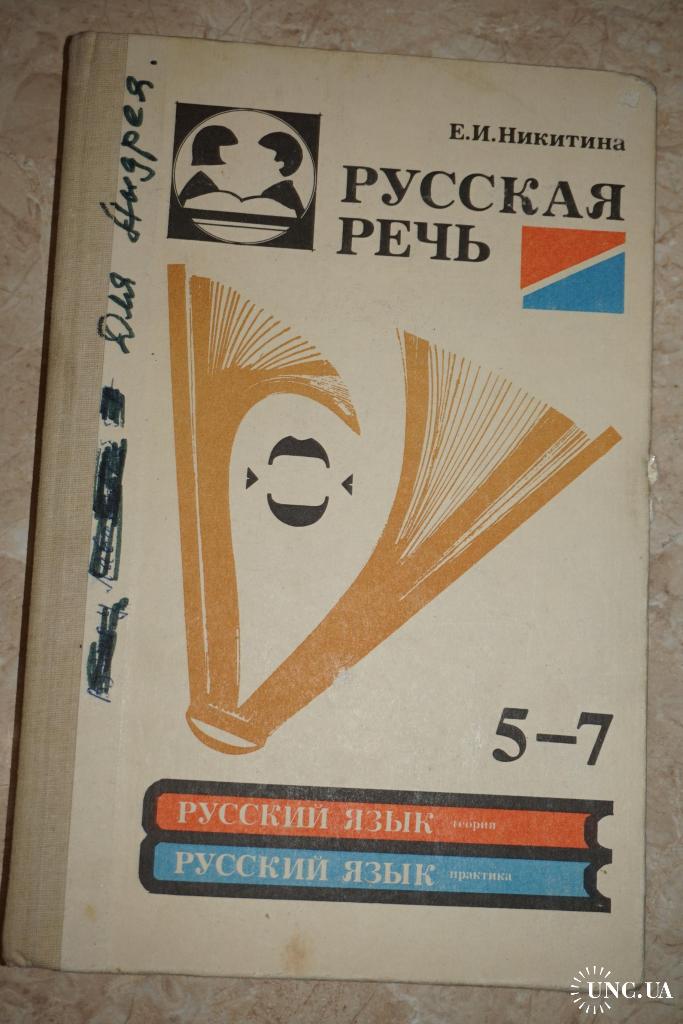 Е.И.Никитина
РУССКАЯ
РЕЧЬ
Для Андрея.
5–7
РУССКИЙ ЯЗЫК теория
РУССКИЙ ЯЗЫК практика
UNC.UA